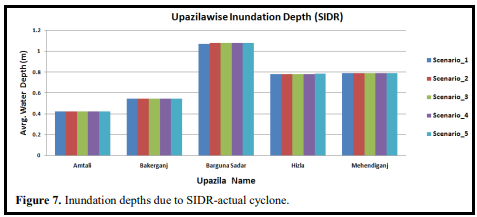 Upazilawise Inundation Depth (SIDR)
1.2
1
0.8
0.6
0.4
0.2
0
Avrg. Water Depth (m)
Amtali
Bakerganj
Barguna Sadar
Hizla
Mehendiganj
Upazila Name
Scenario_1
Scenario_2
Scenario_3
Scenario_4
Scenario_5
Figure 7. Inundation depths due to SIDR-actual cyclone.